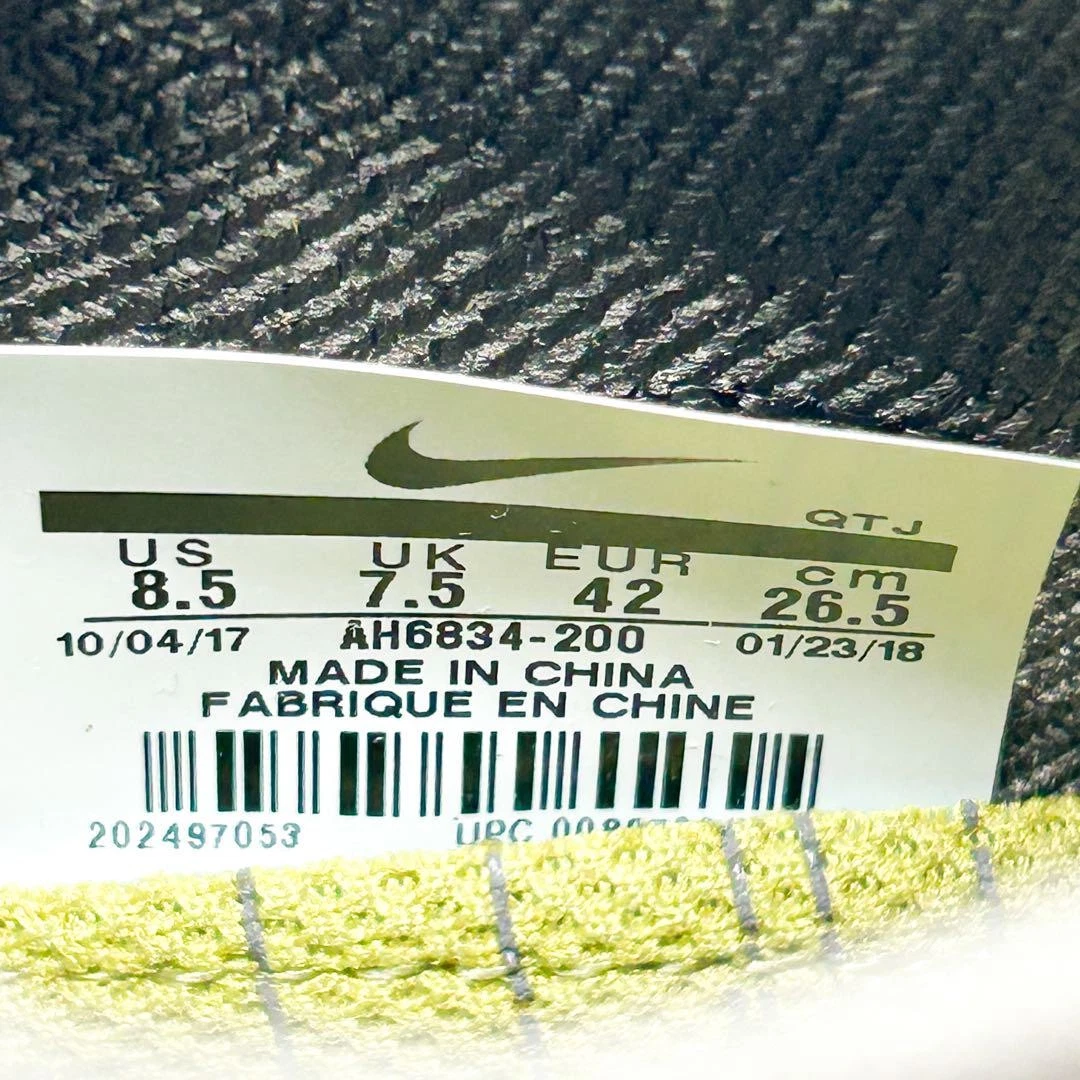 QTJ
US UK EUR cm
8.5 7.5 42 26.5
10/04/17 AH6834-200 01/23/18
MADE IN CHINA
FABRIQUE EN CHINE
202497053 UPC